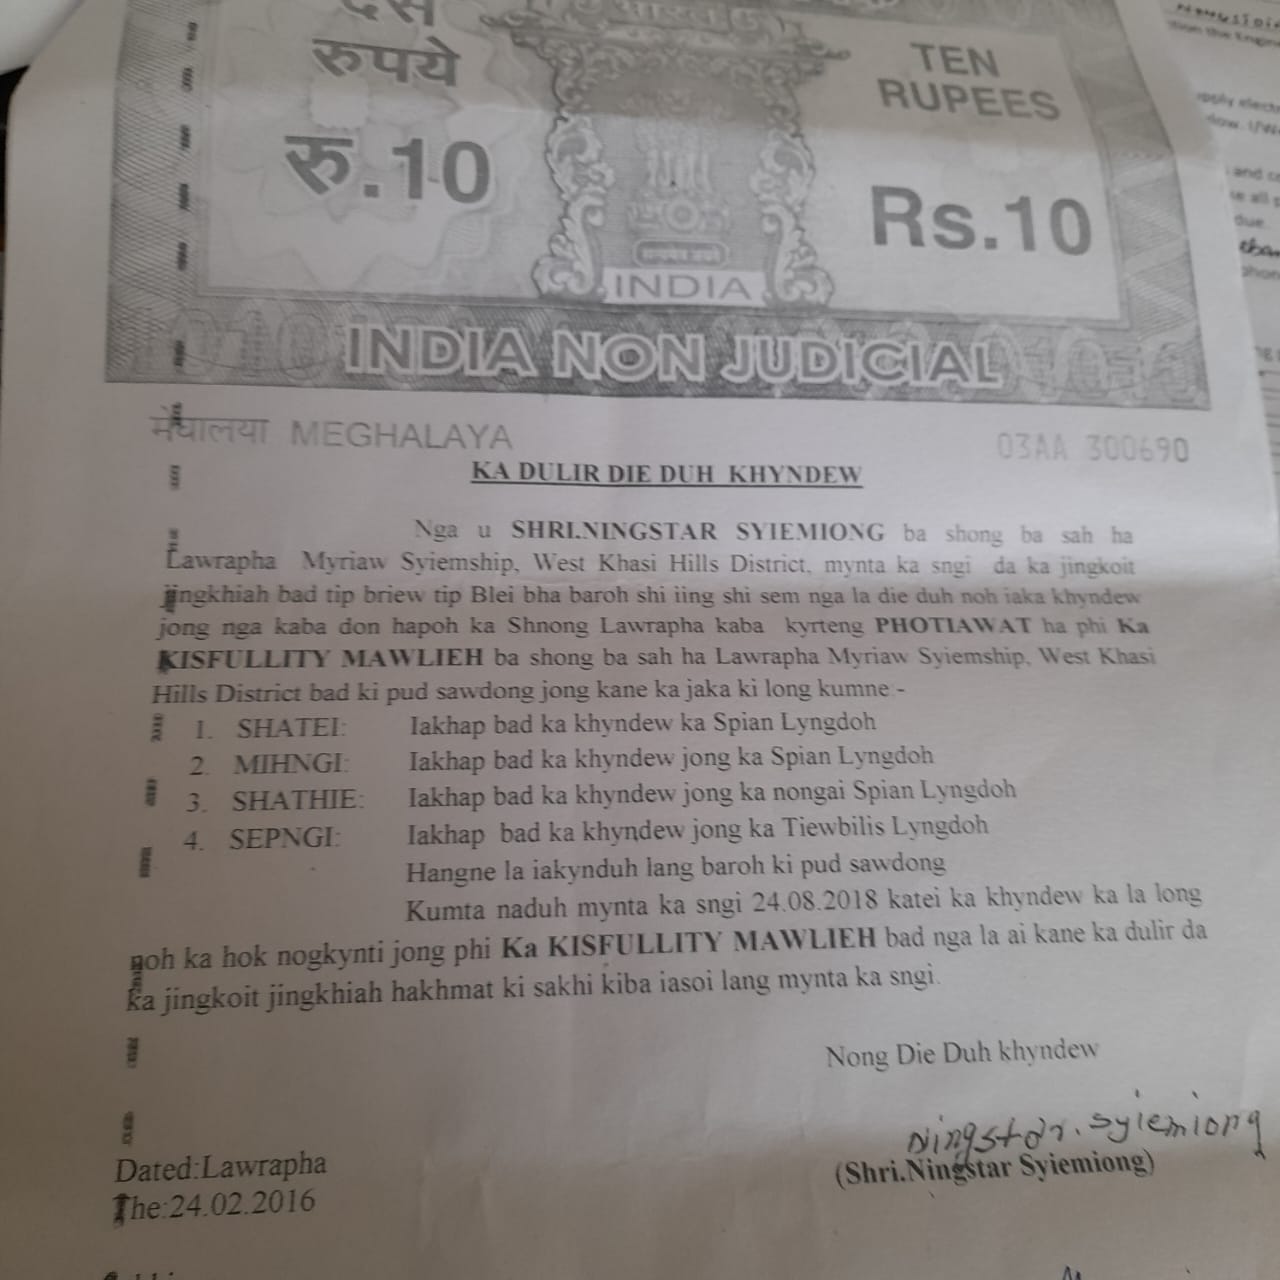 दस
रुपये
रु.10
TEN
RUPEES
Rs.10
INDIA
INDIA NON JUDICIAL
मेघालया MEGHALAYA
03AA 300690
KA DULIR DIE DUH KHYNDEW
Nga u SHRI.NINGSTAR SYIEMIONG ba shong ba sah ha
Lawrapha Myriaw Syiemship, West Khasi Hills District, mynta ka sngi da ka jingkoit
jingkhiah bad tip briew tip Blei bha baroh shi iing shi sem nga la die duh noh iaka khyndew
jong nga kaba don hapoh ka Shnong Lawrapha kaba kyrteng PHOTIAWAT ha phi Ka
KISFULLITY MAWLIEH ba shong ba sah ha Lawrapha Myriaw Syiemship, West Khasi
Hills District bad ki pud sawdong jong kane ka jaka ki long kumne:-
1. SHATEI: Iakhap bad ka khyndew ka Spian Lyngdoh
2. MIHNGI: Iakhap bad ka khyndew jong ka Spian Lyngdoh
3. SHATHIE: Iakhap bad ka khyndew jong ka nongai Spian Lyngdoh
4. SEPNGI: Iakhap bad ka khyndew jong ka Tiewbilis Lyngdoh
Hangne la iakynduh lang baroh ki pud sawdong
Kumta naduh mynta ka sngi 24.08.2018 katei ka khyndew ka la long
noh ka hok nogkynti jong phi Ka KISFULLITY MAWLIEH bad nga la ai kane ka dulir da
ka jingkoit jingkhiah hakhmat ki sakhi kiba iasoi lang mynta ka sngi.
Nong Die Duh khyndew
Ningstar. Syiemiong
(Shri.Ningstar Syiemiong)
Dated:Lawrapha
The:24.02.2016